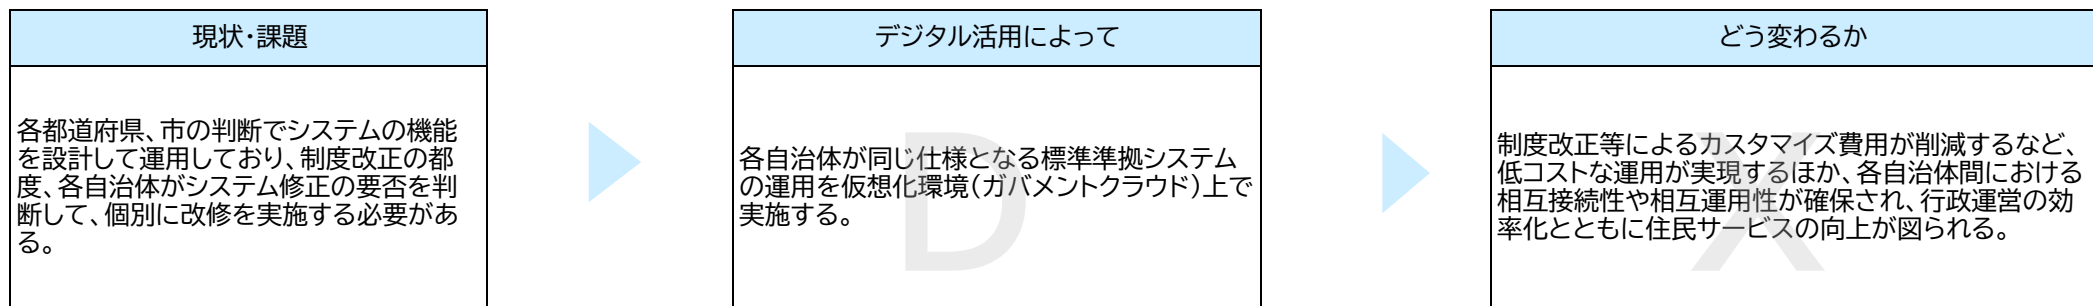 現状・課題
各都道府県、市の判断でシステムの機能
を設計して運用しており、制度改正の都
度、各自治体がシステム修正の要否を判
断して、個別に改修を実施する必要があ
る。
デジタル活用によって
各自治体が同じ仕様となる標準準拠システム
の運用を仮想化環境(ガバメントクラウド)上で
実施する。
D
どう変わるか
制度改正等によるカスタマイズ費用が削減するなど、
低コストな運用が実現するほか、各自治体間における
相互接続性や相互運用性が確保され、行政運営の効
率化とともに住民サービスの向上が図られる。
X